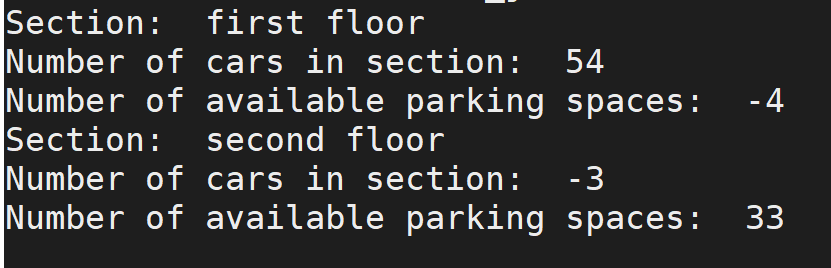 Section:  first floor
Number of cars in section:  54
Number of available parking spaces:  -4
Section:  second floor
Number of cars in section:  -3
Number of available parking spaces:  33